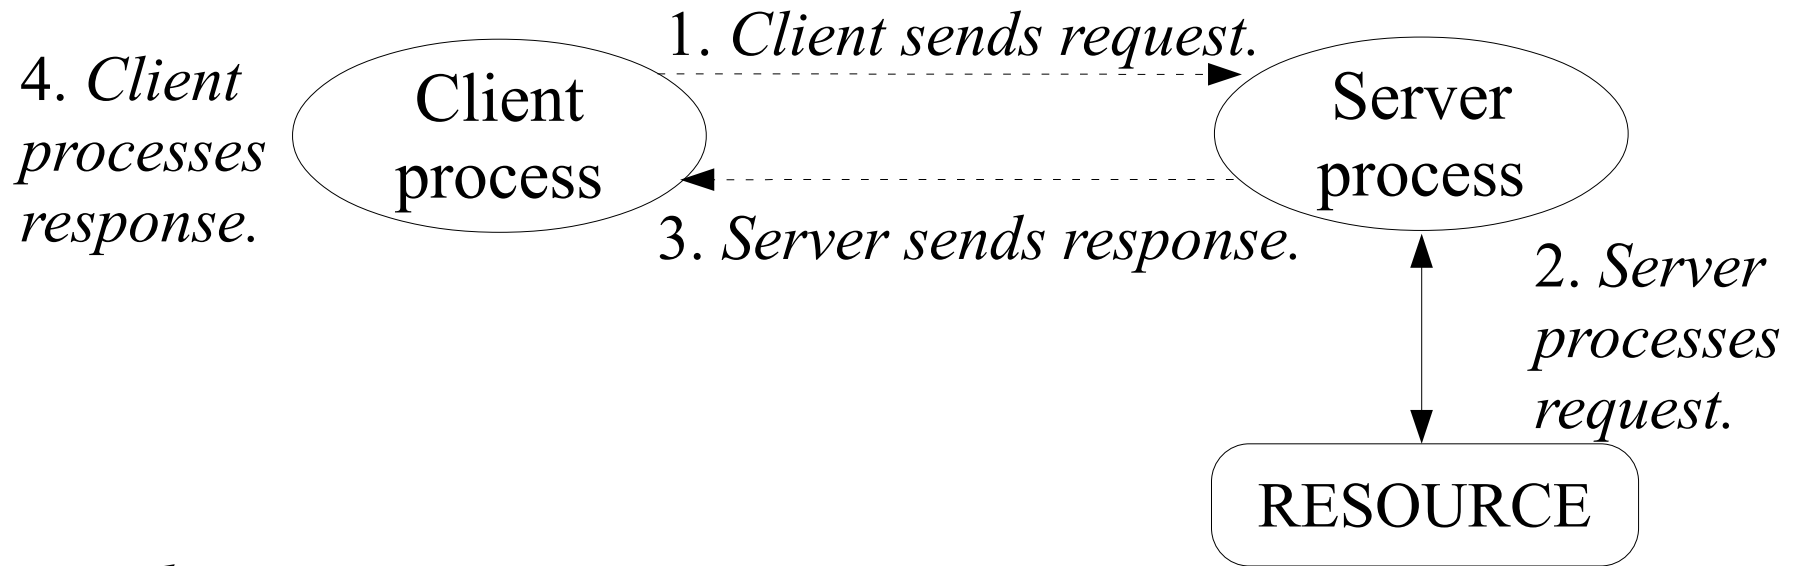 1. Client sends request.
4. Client
processes
response.
Client
process
Server
process
3. Server sends response.
2. Server
processes
request.
RESOURCE